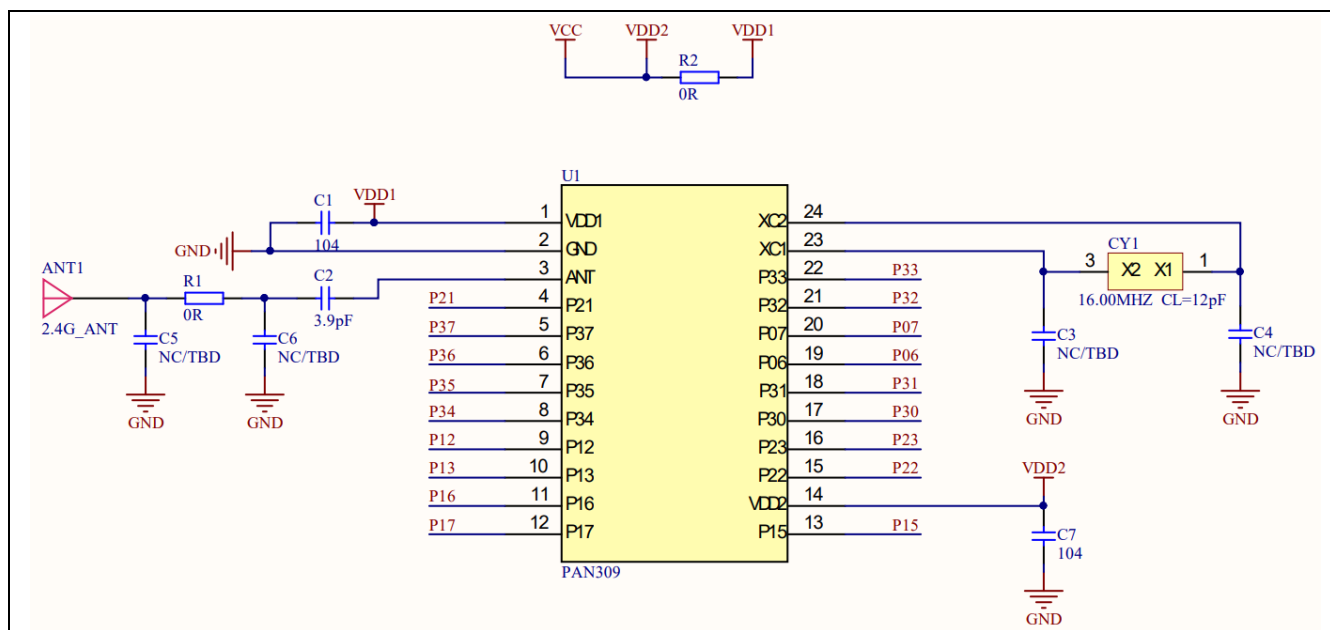 VCC VDD2 VDD1
R2
0R
U1
C1 VDD1
1 VDD1 XC2 24
104
GND 2 GND XC1 23
CY1
3 X2 X1 1
16.00MHZ CL=12pF
ANT1 R1 C2 3 ANT P33 22 P33
2.4G_ANT 0R 3.9pF
P21 4 P21 P32 21 P32
P37 5 P37 P07 20 P07
C5 C6 C3 C4
NC/TBD NC/TBD NC/TBD NC/TBD
P36 6 P36 P06 19 P06
P35 7 P35 P31 18 P31
GND GND GND GND
P34 8 P34 P30 17 P30
P12 9 P12 P23 16 P23
P13 10 P13 P22 15 P22
VDD2
P16 11 P16 VDD2 14
P17 12 P17 P15 13 P15
C7
104
PAN309
GND